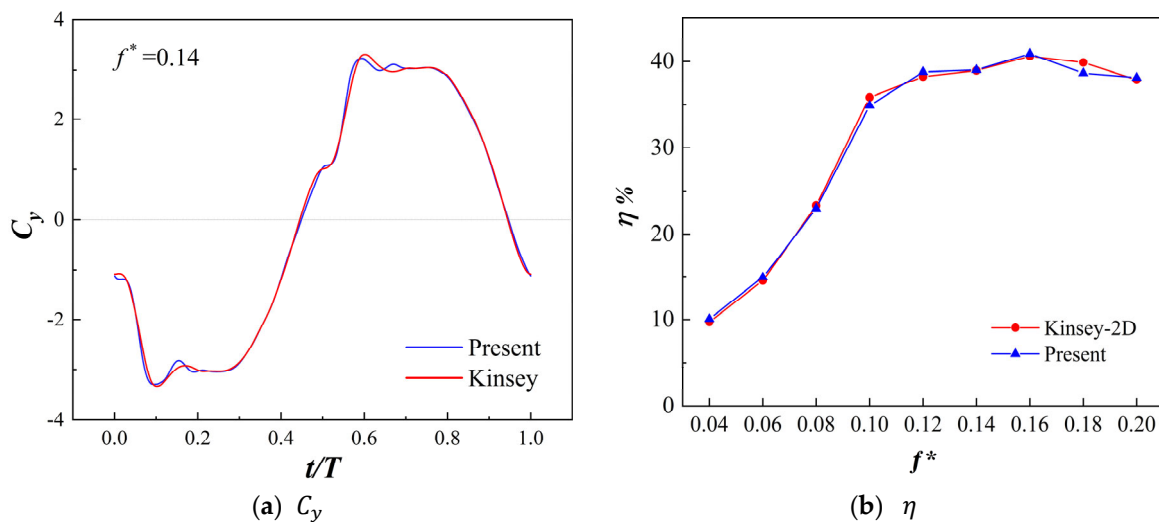 f* =0.14
C_y
4
2
0
-2
-4
Present
Kinsey
0.0 0.2 0.4 0.6 0.8 1.0
t/T
(a) C_y
η %
40
30
20
10
0
Kinsey-2D
Present
0.04 0.06 0.08 0.10 0.12 0.14 0.16 0.18 0.20
f*
(b) η